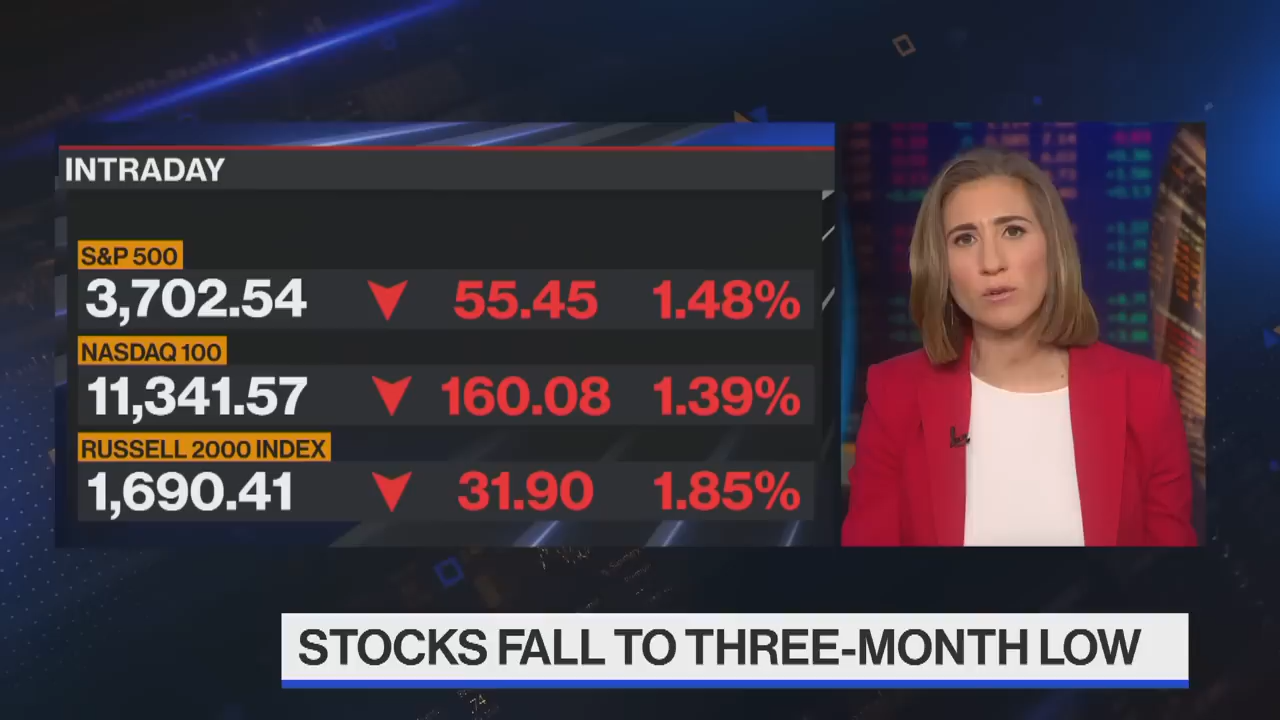 INTRADAY
S&P 500
3,702.54 55.45 1.48%
NASDAQ 100
11,341.57 160.08 1.39%
RUSSELL 2000 INDEX
1,690.41 31.90 1.85%
STOCKS FALL TO THREE-MONTH LOW